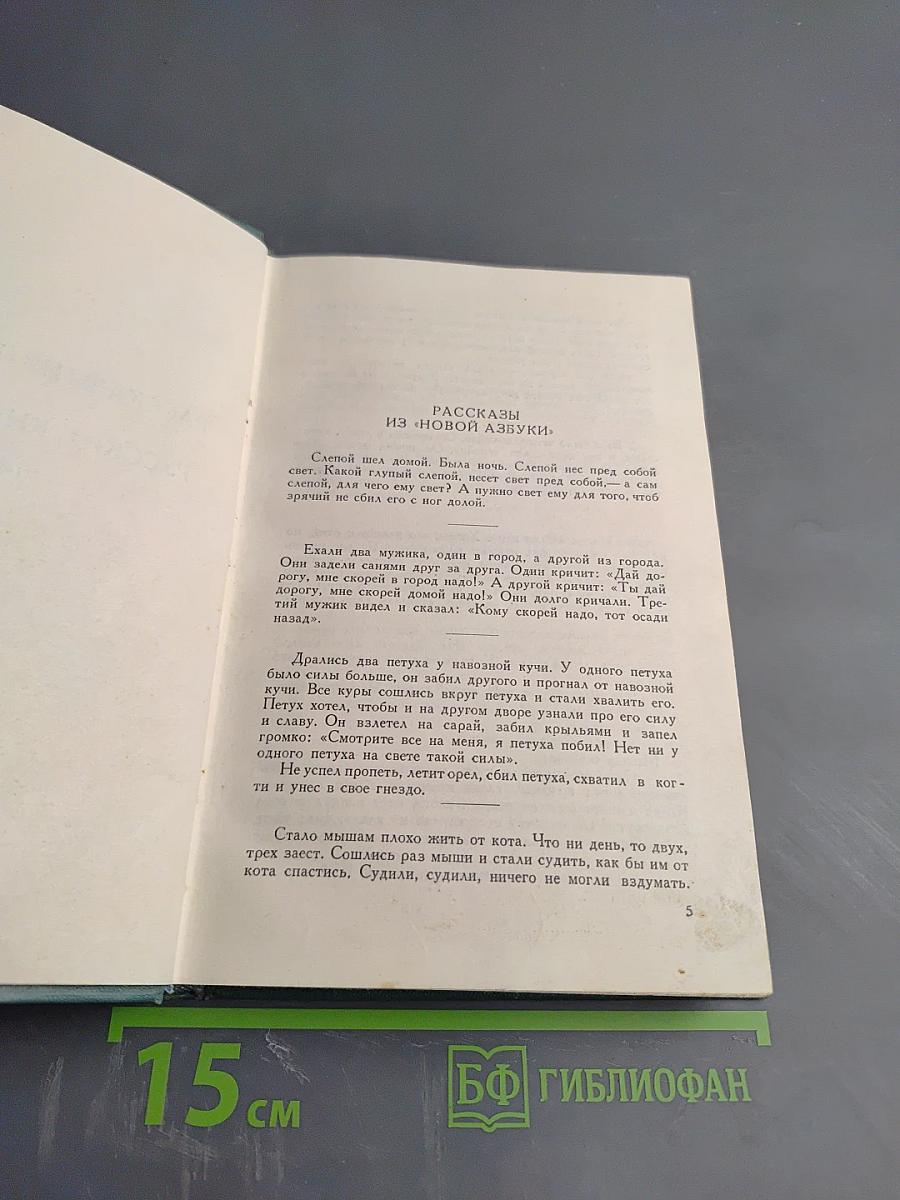 РАССКАЗЫ
ИЗ «НОВОЙ АЗБУКИ»
Слепой шел домой. Была ночь. Слепой нес пред собой
свет. Какой глупый слепой, несет свет пред собой,— а сам
слепой, для чего ему свет? А нужно свет ему для того, чтоб
зрячий не сбил его с ног долой.
Ехали два мужика, один в город, а другой из города.
Они задели санями друг за друга. Один кричит: «Дай до-
рогу, мне скорей в город надо!» А другой кричит: «Ты дай
дорогу, мне скорей домой надо!» Они долго кричали. Тре-
тий мужик видел и сказал: «Кому скорей надо, тот осади
назад».
Дрались два петуха у навозной кучи. У одного петуха
было силы больше, он забил другого и прогнал от навозной
кучи. Все куры сошлись вкруг петуха и стали хвалить его.
Петух хотел, чтобы и на другом дворе узнали про его силу
и славу. Он взлетел на сарай, забил крыльями и запел
громко: «Смотрите все на меня, я петуха побил! Нет ни у
одного петуха на свете такой силы».
Не успел пропеть, летит орел, сбил петуха, схватил в ког-
ти и унес в свое гнездо.
Стало мышам плохо жить от кота. Что ни день, то двух,
трех заест. Сошлись раз мыши и стали судить, как бы им от
кота спастись. Судили, судили, ничего не могли вздумать.
5
15 см
БФ ГИБЛИОФАН